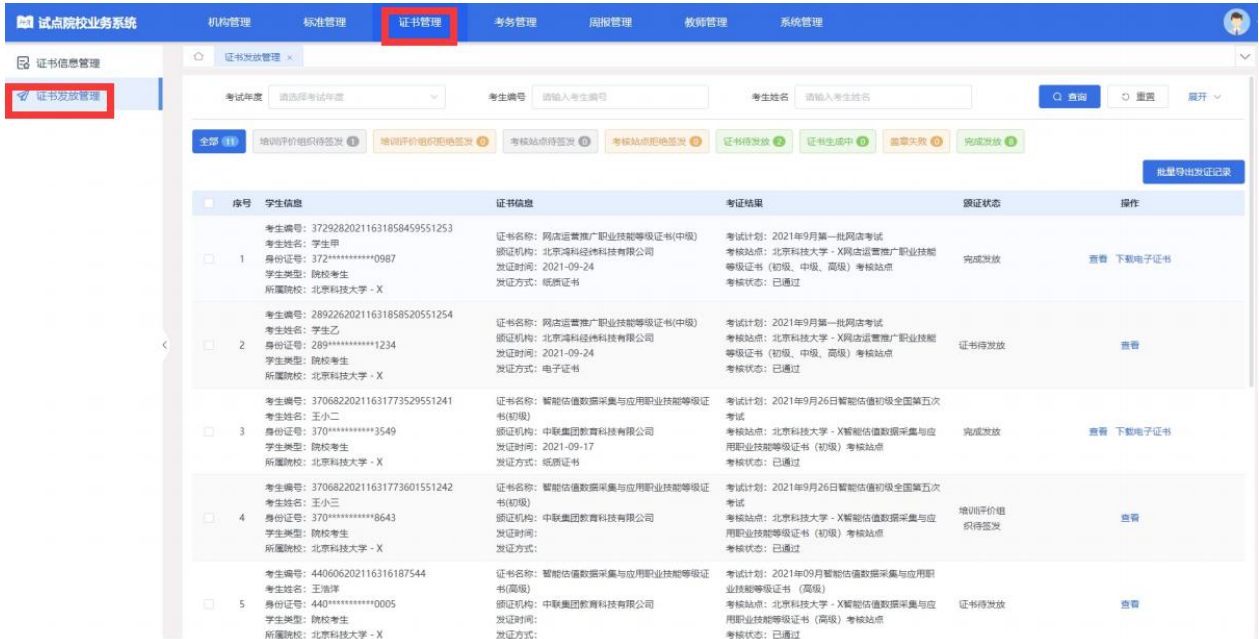 试点院校业务系统 机构管理 标准管理 证书管理 考务管理 周报管理 教师管理 系统管理
证书信息管理
证书发放管理
证书发放管理 ×
考试年度 请选择考试年度 考生编号 请输入考生编号 考生姓名 请输入考生姓名 查询 重置 展开
全部 11 培训评价组织待签发 1 培训评价组织拒绝签发 0 考核站点待签发 0 考核站点拒绝签发 0 证书待发放 2 证书生成中 0 盖章失败 0 完成发放 8
批量导出发证记录
序号 学生信息 证书信息 考证结果 颁证状态 操作
1
考生编号：37292820211631858459551253
考生姓名：学生甲
身份证号：372***********0987
学生类型：院校考生
所属院校：北京科技大学 - X
证书名称：网店运营推广职业技能等级证书(中级)
颁证机构：北京鸿科经纬科技有限公司
发证时间：2021-09-24
发证方式：纸质证书
考试计划：2021年9月第一批网店考试
考核站点：北京科技大学 - X网店运营推广职业技能
等级证书（初级、中级、高级）考核站点
考核状态：已通过
完成发放
查看 下载电子证书
2
考生编号：28922620211631858520551254
考生姓名：学生乙
身份证号：289***********1234
学生类型：院校考生
所属院校：北京科技大学 - X
证书名称：网店运营推广职业技能等级证书(中级)
颁证机构：北京鸿科经纬科技有限公司
发证时间：2021-09-24
发证方式：电子证书
考试计划：2021年9月第一批网店考试
考核站点：北京科技大学 - X网店运营推广职业技能
等级证书（初级、中级、高级）考核站点
考核状态：已通过
证书待发放
查看
3
考生编号：37068220211631773529551241
考生姓名：王小二
身份证号：370***********3549
学生类型：院校考生
所属院校：北京科技大学 - X
证书名称：智能估值数据采集与应用职业技能等级证
书(初级)
颁证机构：中联集团教育科技有限公司
发证时间：2021-09-17
发证方式：纸质证书
考试计划：2021年9月26日智能估值初级全国第五次
考试
考核站点：北京科技大学 - X智能估值数据采集与应
用职业技能等级证书（初级）考核站点
考核状态：已通过
完成发放
查看 下载电子证书
4
考生编号：37068220211631773601551242
考生姓名：王小三
身份证号：370***********8643
学生类型：院校考生
所属院校：北京科技大学 - X
证书名称：智能估值数据采集与应用职业技能等级证
书(初级)
颁证机构：中联集团教育科技有限公司
发证时间：
发证方式：
考试计划：2021年9月26日智能估值初级全国第五次
考试
考核站点：北京科技大学 - X智能估值数据采集与应
用职业技能等级证书（初级）考核站点
考核状态：已通过
培训评价组
织待签发
查看
5
考生编号：440606202116316187544
考生姓名：王浩洋
身份证号：440***********0005
学生类型：院校考生
所属院校：北京科技大学 - X
证书名称：智能估值数据采集与应用职业技能等级证
书(高级)
颁证机构：中联集团教育科技有限公司
发证时间：
发证方式：
考试计划：2021年09月智能估值数据采集与应用职
业技能等级证书 （高级）
考核站点：北京科技大学 - X智能估值数据采集与应
用职业技能等级证书（高级）考核站点
考核状态：已通过
证书待发放
查看